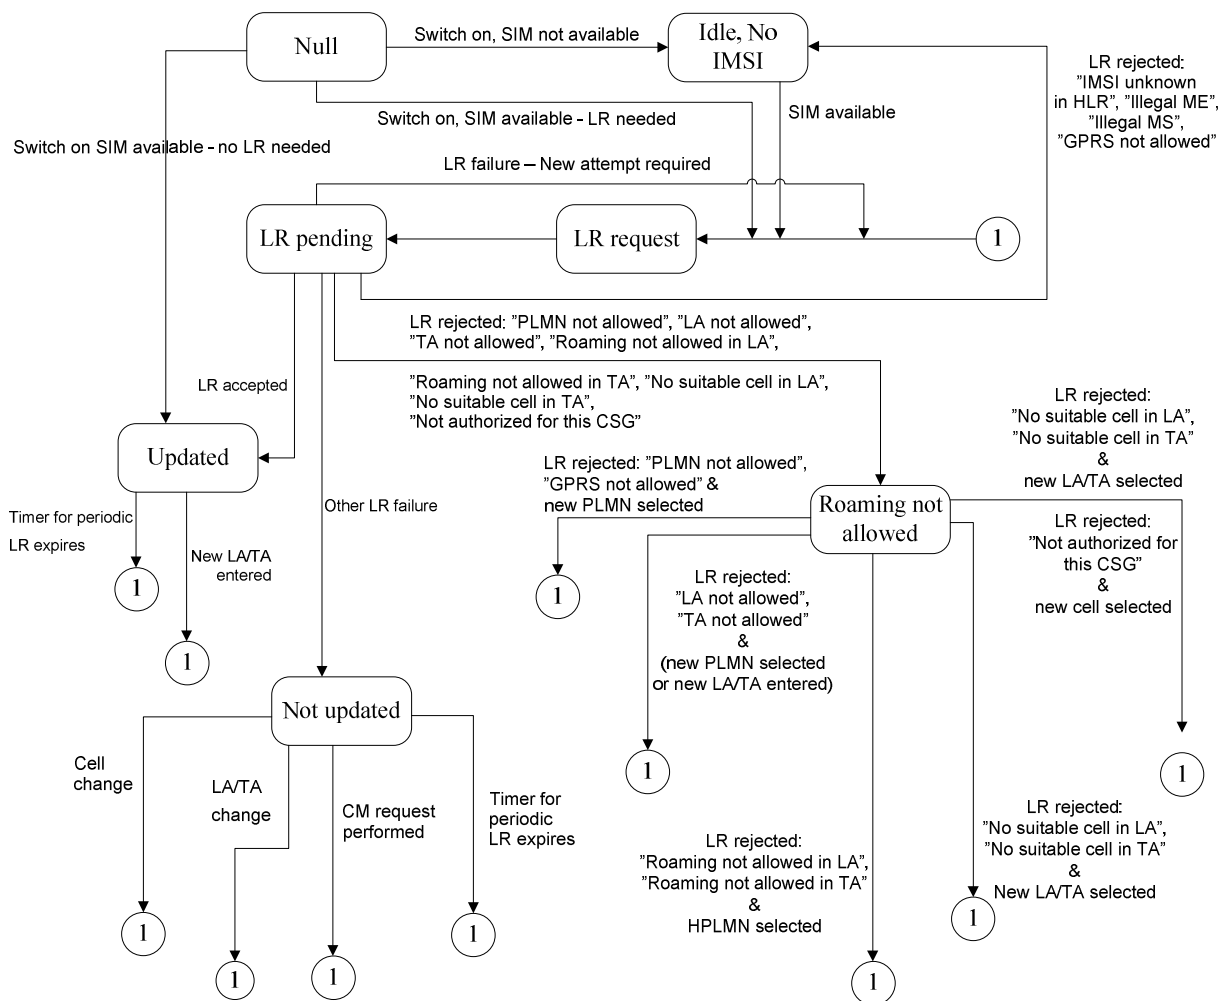 Null
Switch on, SIM not available
Idle, No
IMSI
LR rejected:
"IMSI unknown
in HLR", "Illegal ME",
"Illegal MS",
"GPRS not allowed"
SIM available
Switch on, SIM available - LR needed
Switch on SIM available - no LR needed
LR failure – New attempt required
LR pending
LR request
1
LR rejected: "PLMN not allowed", "LA not allowed",
"TA not allowed", "Roaming not allowed in LA",
"Roaming not allowed in TA", "No suitable cell in LA",
"No suitable cell in TA",
"Not authorized for this CSG"
LR accepted
LR rejected:
"No suitable cell in LA",
"No suitable cell in TA"
&
new LA/TA selected
Updated
LR rejected: "PLMN not allowed",
"GPRS not allowed" &
new PLMN selected
Other LR failure
Roaming not
allowed
Timer for periodic
LR expires
New LA/TA
entered
LR rejected:
"Not authorized for
this CSG"
&
new cell selected
1
1
1
LR rejected:
"LA not allowed",
"TA not allowed"
&
(new PLMN selected
or new LA/TA entered)
Not updated
1
1
Cell
change
LA/TA
change
CM request
performed
Timer for
periodic
LR expires
LR rejected:
"Roaming not allowed in LA",
"Roaming not allowed in TA"
&
HPLMN selected
LR rejected:
"No suitable cell in LA",
"No suitable cell in TA"
&
New LA/TA selected
1
1
1
1
1
1